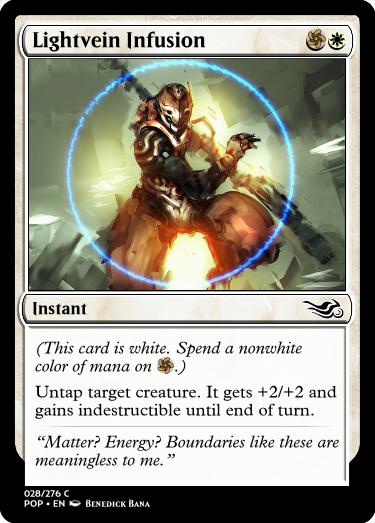 Lightvein Infusion
Instant
(This card is white. Spend a nonwhite
color of mana on .)
Untap target creature. It gets +2/+2 and
gains indestructible until end of turn.
“Matter? Energy? Boundaries like these are
meaningless to me.”
028/276 C
POP • EN Benedick Bana